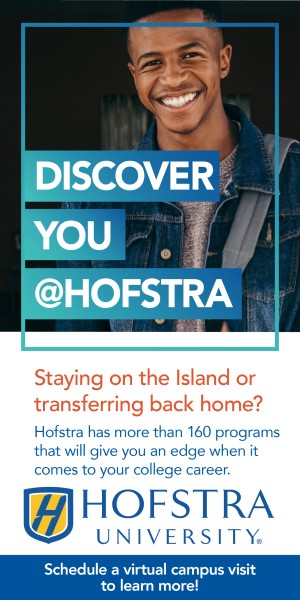 DISCOVER
YOU
@HOFSTRA
Staying on the Island or
transferring back home?
Hofstra has more than 160 programs
that will give you an edge when it
comes to your college career.
H
HOFSTRA
UNIVERSITY®
Schedule a virtual campus visit
to learn more!